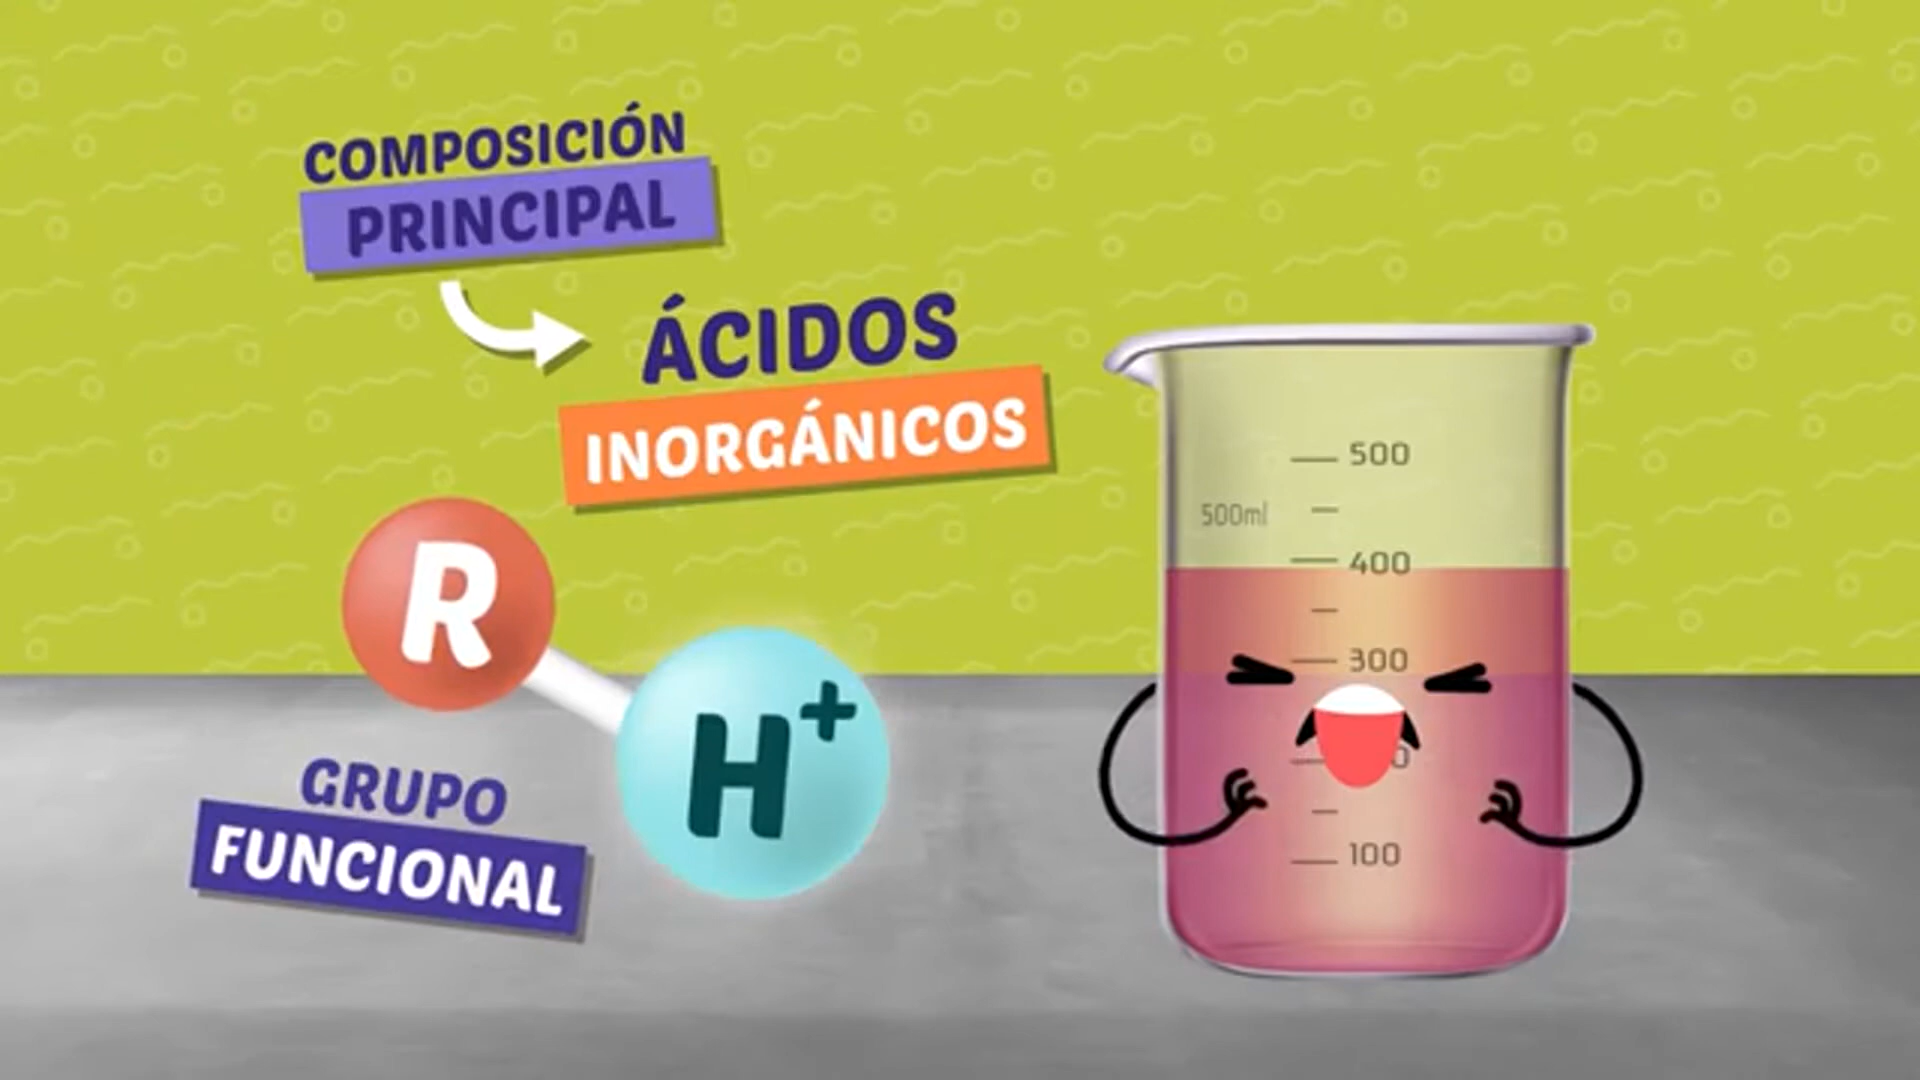 COMPOSICIÓN
PRINCIPAL
ÁCIDOS
INORGÁNICOS
R
H+
GRUPO
FUNCIONAL
500
500ml
400
300
100